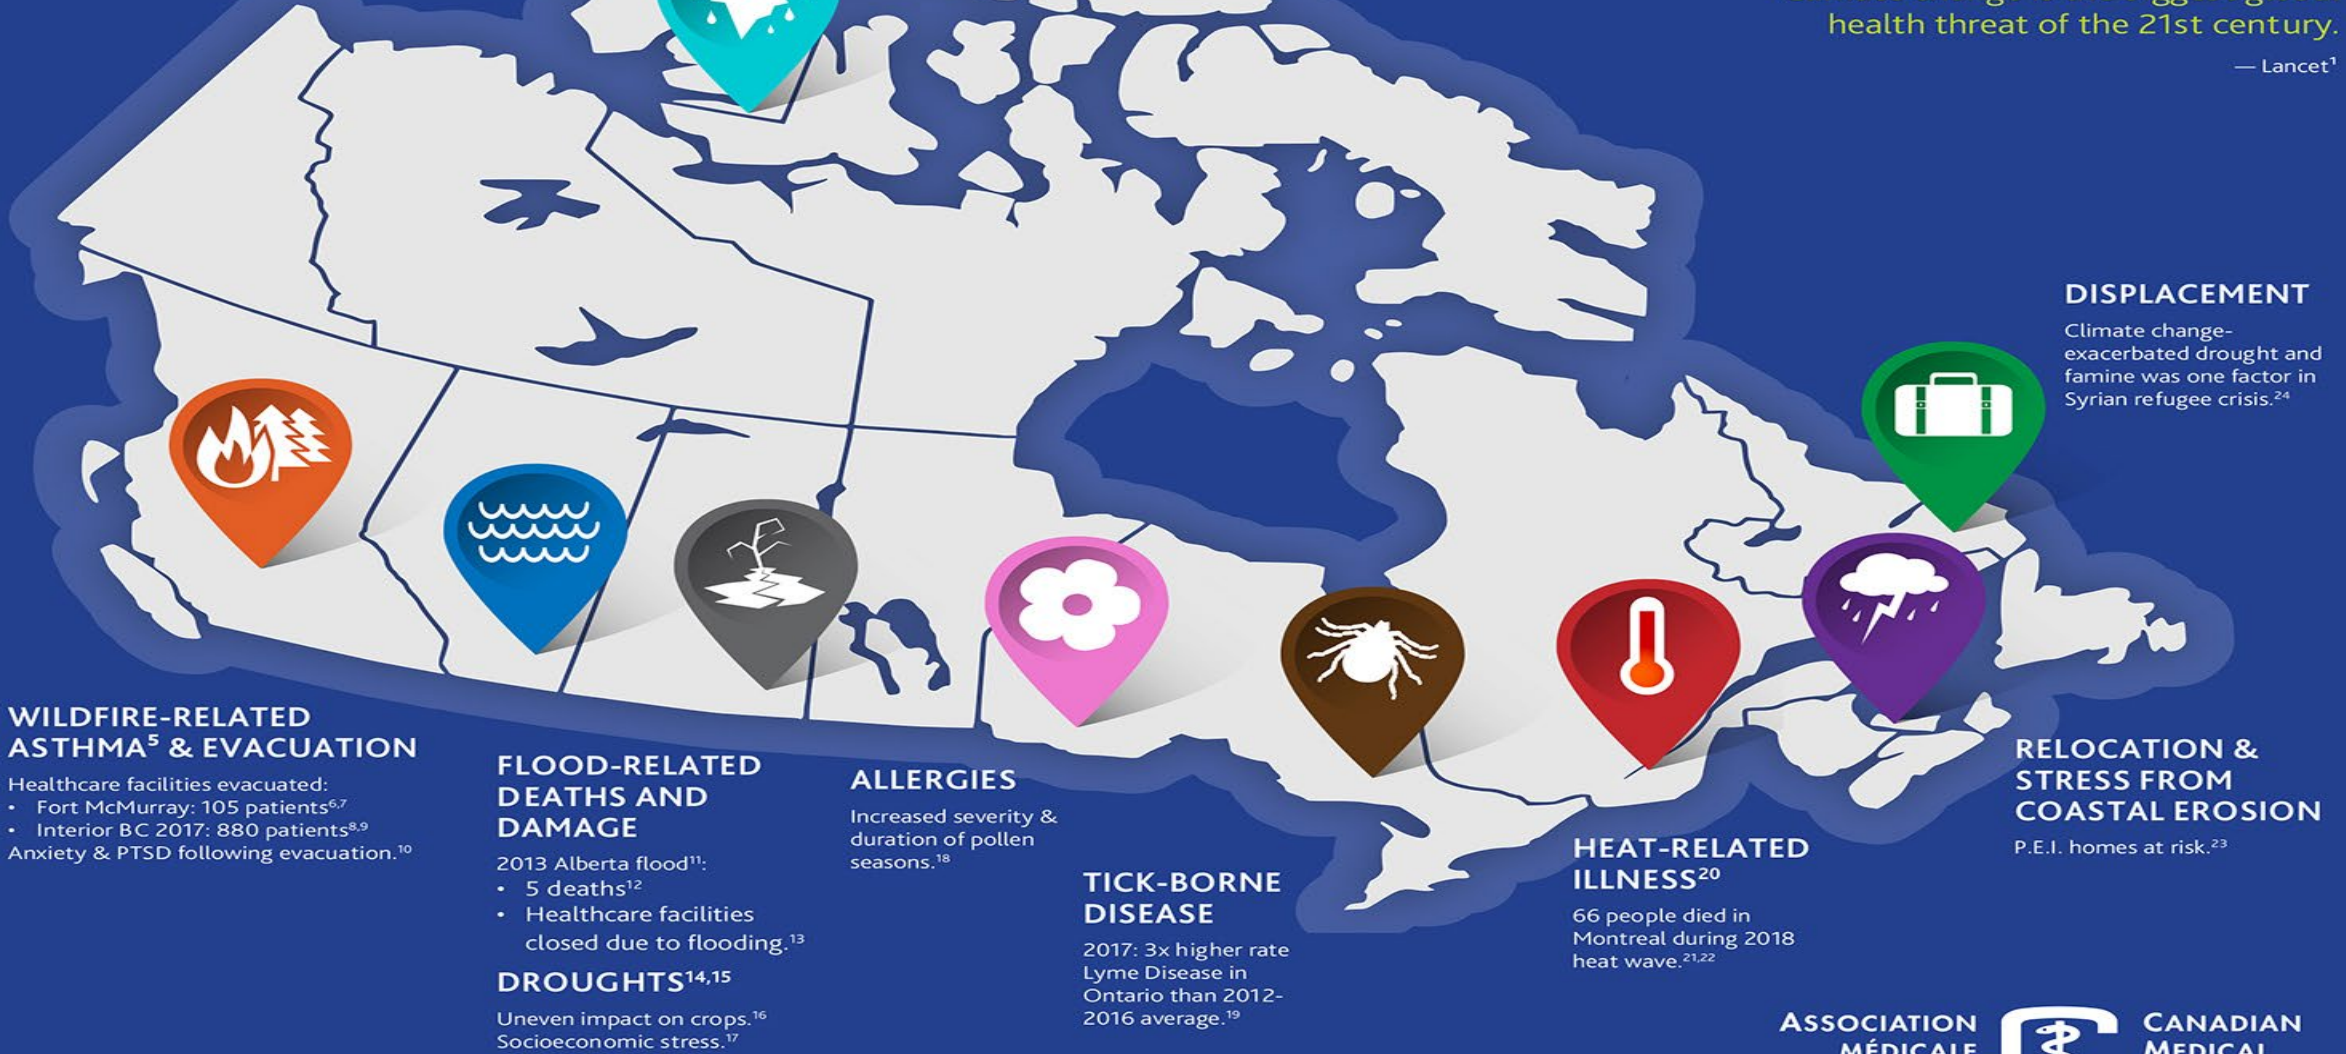 health threat of the 21st century.
— Lancet¹
DISPLACEMENT
Climate change-
exacerbated drought and
famine was one factor in
Syrian refugee crisis.²⁴
WILDFIRE-RELATED
ASTHMA⁵ & EVACUATION
Healthcare facilities evacuated:
• Fort McMurray: 105 patients⁶,⁷
• Interior BC 2017: 880 patients⁸,⁹
Anxiety & PTSD following evacuation.¹⁰
FLOOD-RELATED
DEATHS AND
DAMAGE
2013 Alberta flood¹¹:
• 5 deaths¹²
• Healthcare facilities
closed due to flooding.¹³
DROUGHTS¹⁴,¹⁵
Uneven impact on crops.¹⁶
Socioeconomic stress.¹⁷
ALLERGIES
Increased severity &
duration of pollen
seasons.¹⁸
TICK-BORNE
DISEASE
2017: 3x higher rate
Lyme Disease in
Ontario than 2012-
2016 average.¹⁹
HEAT-RELATED
ILLNESS²⁰
66 people died in
Montreal during 2018
heat wave.²¹,²²
RELOCATION &
STRESS FROM
COASTAL EROSION
P.E.I. homes at risk.²³
ASSOCIATION
MÉDICALE
CANADIAN
MEDICAL